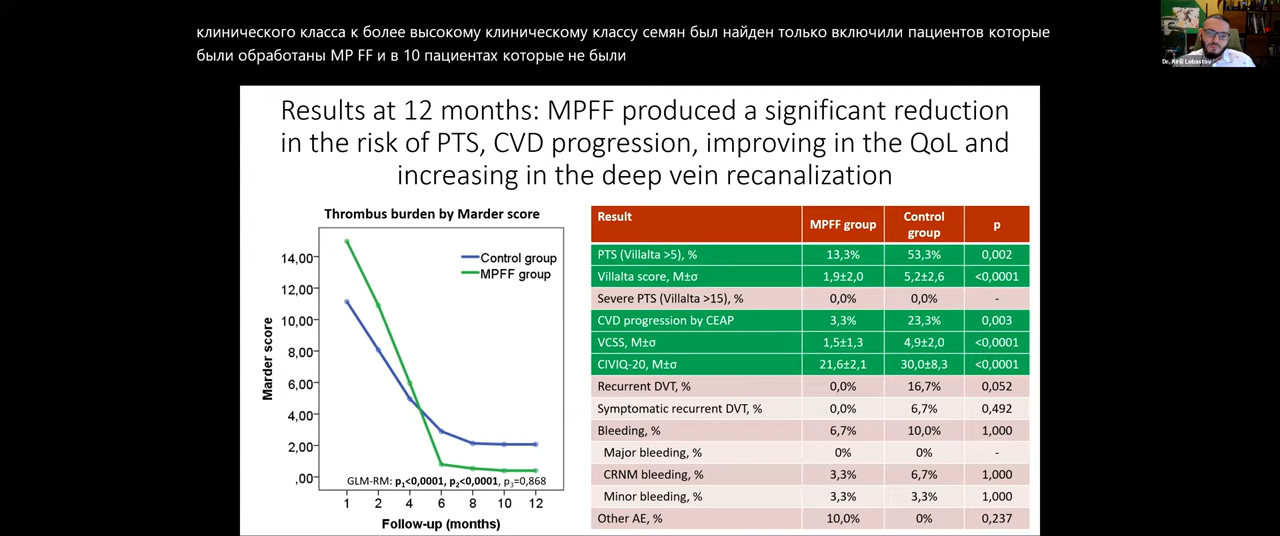 клинического класса к более высокому клиническому классу семян был найден только включили пациентов которые
были обработаны MP FF и в 10 пациентах которые не были
Dr. Kirill Lobastov
Results at 12 months: MPFF produced a significant reduction
in the risk of PTS, CVD progression, improving in the QoL and
increasing in the deep vein recanalization
Thrombus burden by Marder score
Control group
MPFF group
Marder score
14,00
12,00
10,00
8,00
6,00
4,00
2,00
,00
GLM-RM: p1<0,0001, p2<0,0001, p3=0,868
1 2 4 6 8 10 12
Follow-up (months)
Result MPFF group Control group p
PTS (Villalta >5), % 13,3% 53,3% 0,002
Villalta score, M±σ 1,9±2,0 5,2±2,6 <0,0001
Severe PTS (Villalta >15), % 0,0% 0,0% -
CVD progression by CEAP 3,3% 23,3% 0,003
VCSS, M±σ 1,5±1,3 4,9±2,0 <0,0001
CIVIQ-20, M±σ 21,6±2,1 30,0±8,3 <0,0001
Recurrent DVT, % 0,0% 16,7% 0,052
Symptomatic recurrent DVT, % 0,0% 6,7% 0,492
Bleeding, % 6,7% 10,0% 1,000
Major bleeding, % 0% 0% -
CRNM bleeding, % 3,3% 6,7% 1,000
Minor bleeding, % 3,3% 3,3% 1,000
Other AE, % 10,0% 0% 0,237